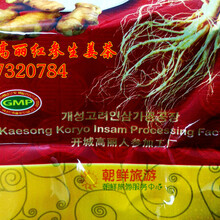 高丽红参生姜茶
7320784
GMP
개성고려인삼가공공장
Kaesong Koryo Insam Processing Fac
开城高丽人参加工厂
朝鲜旅游